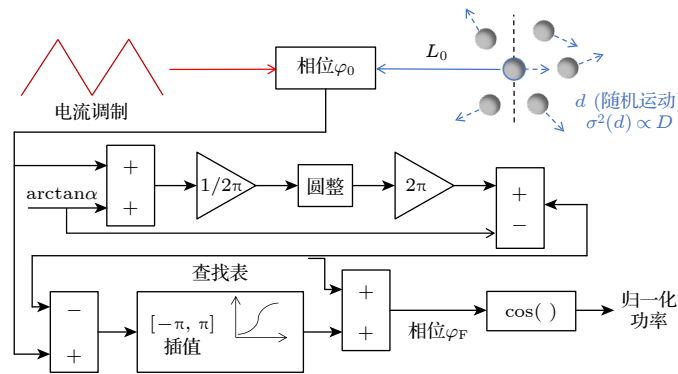 相位φ₀
L₀
电流调制
d (随机运动)
σ²(d) ∝ D
arctanα
+
+
1/2π
圆整
2π
+
−
查找表
−
+
[−π, π]
插值
+
+
相位φF
cos( )
归一化
功率